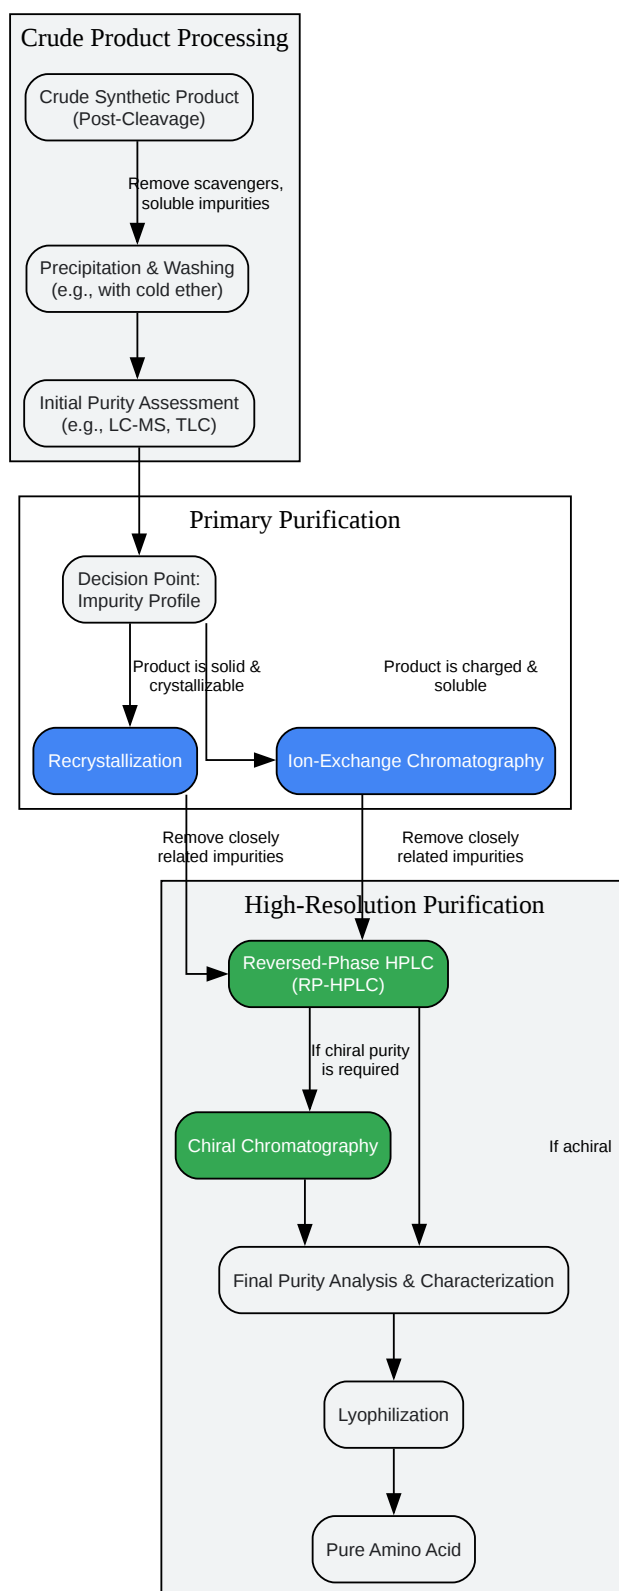 Crude Product Processing
Crude Synthetic Product
(Post-Cleavage)
Remove scavengers,
soluble impurities
Precipitation & Washing
(e.g., with cold ether)
Initial Purity Assessment
(e.g., LC-MS, TLC)
Primary Purification
Decision Point:
Impurity Profile
Product is solid &
crystallizable
Product is charged &
soluble
Recrystallization
Ion-Exchange Chromatography
Remove closely
related impurities
Remove closely
related impurities
High-Resolution Purification
Reversed-Phase HPLC
(RP-HPLC)
If chiral purity
is required
Chiral Chromatography
If achiral
Final Purity Analysis & Characterization
Lyophilization
Pure Amino Acid